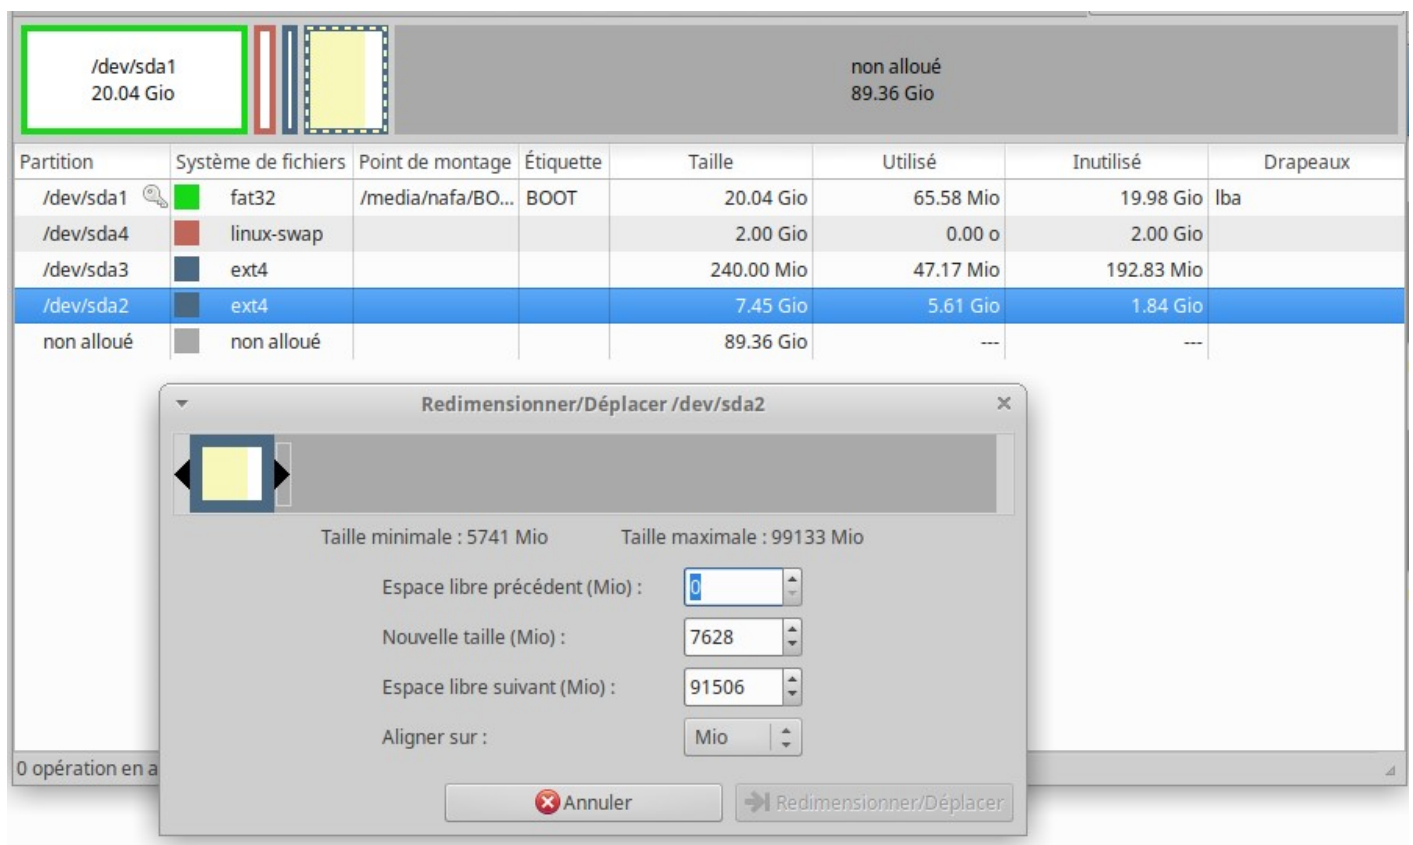 /dev/sda1
20.04 Gio
non alloué
89.36 Gio
Partition Système de fichiers Point de montage Étiquette Taille Utilisé Inutilisé Drapeaux
/dev/sda1 fat32 /media/nafa/BO... BOOT 20.04 Gio 65.58 Mio 19.98 Gio lba
/dev/sda4 linux-swap 2.00 Gio 0.00 o 2.00 Gio
/dev/sda3 ext4 240.00 Mio 47.17 Mio 192.83 Mio
/dev/sda2 ext4 7.45 Gio 5.61 Gio 1.84 Gio
non alloué non alloué 89.36 Gio --- ---
Redimensionner/Déplacer /dev/sda2
Taille minimale : 5741 Mio Taille maximale : 99133 Mio
Espace libre précédent (Mio) : 0
Nouvelle taille (Mio) : 7628
Espace libre suivant (Mio) : 91506
Aligner sur : Mio
0 opération en a
Annuler Redimensionner/Déplacer